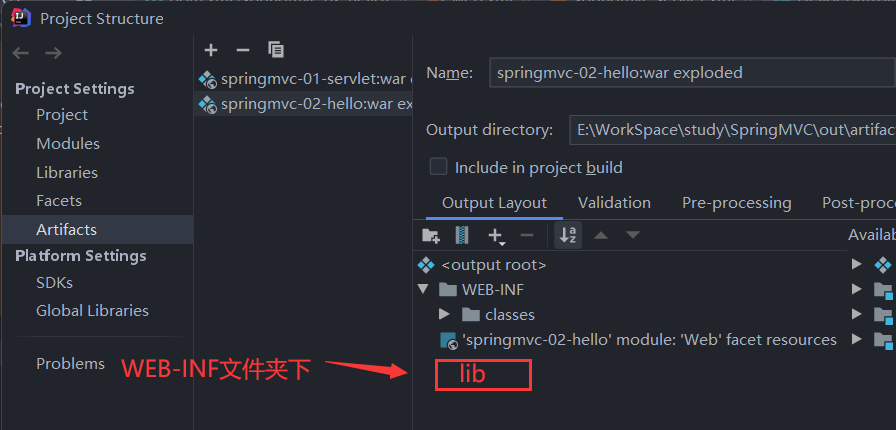 Project Structure
Project Settings
Project
Modules
Libraries
Facets
Artifacts
Platform Settings
SDKs
Global Libraries
Problems
springmvc-01-servlet:war
springmvc-02-hello:war ex
Name:
springmvc-02-hello:war exploded
Output directory:
E:\WorkSpace\study\SpringMVC\out\artifac
Include in project build
Output Layout
Validation
Pre-processing
Post-proc
Availab
<output root>
WEB-INF
classes
'springmvc-02-hello' module: 'Web' facet resources
WEB-INF文件夹下
lib